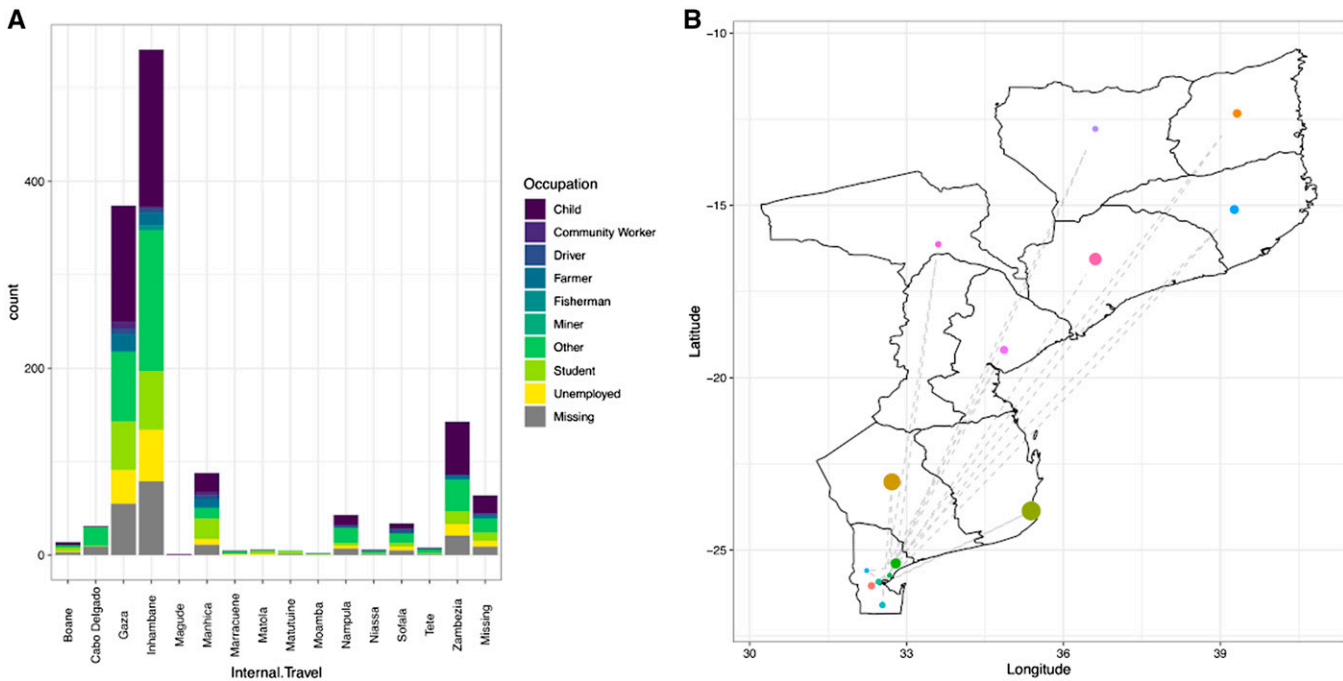 A
count
400
200
0
Boane
Cabo Delgado
Gaza
Inhambane
Magude
Manhica
Marracuene
Matola
Matutuine
Moamba
Nampula
Niassa
Sofala
Tete
Zambezia
Missing
Internal.Travel
Occupation
Child
Community Worker
Driver
Farmer
Fisherman
Miner
Other
Student
Unemployed
Missing
B
Latitude
-10
-15
-20
-25
30
33
36
39
Longitude